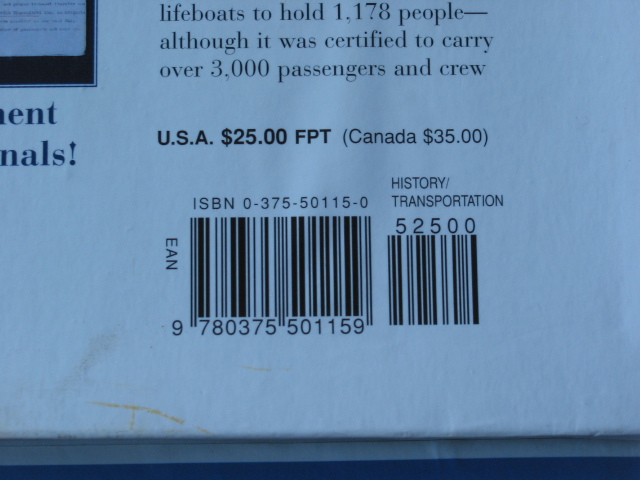 lifeboats to hold 1,178 people—
although it was certified to carry
over 3,000 passengers and crew
nals!
U.S.A. $25.00 FPT (Canada $35.00)
HISTORY/
TRANSPORTATION
ISBN 0-375-50115-0
52500
EAN
9 780375 501159